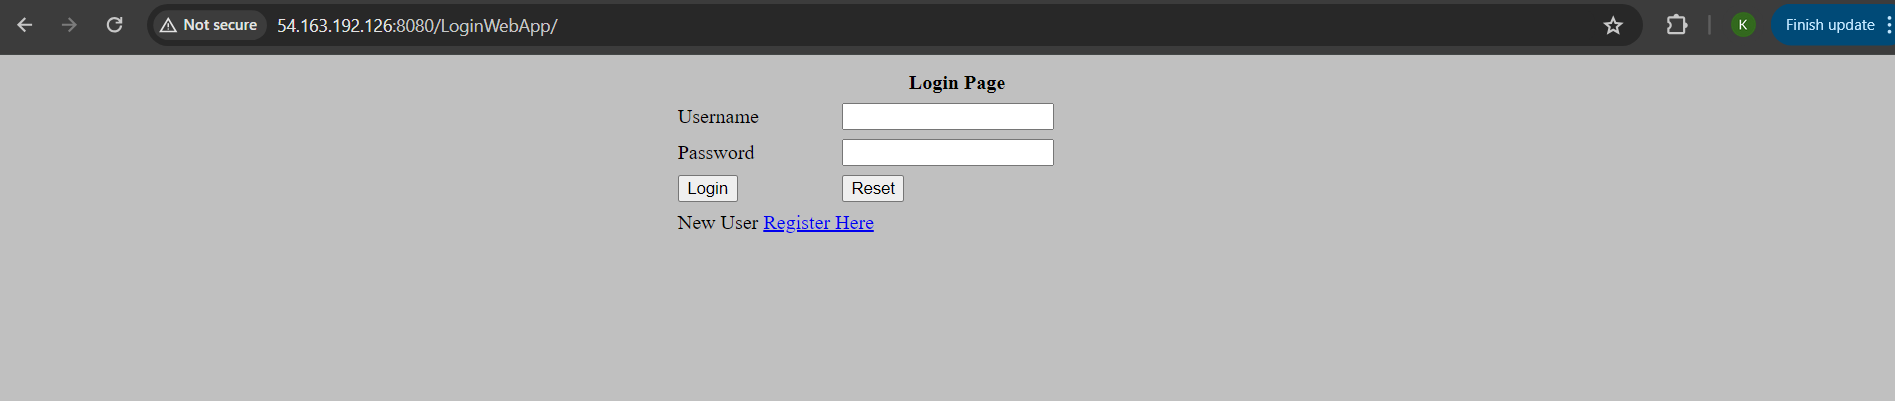 Not secure 54.163.192.126:8080/LoginWebApp/ K Finish update
Login Page
Username
Password
Login Reset
New User Register Here